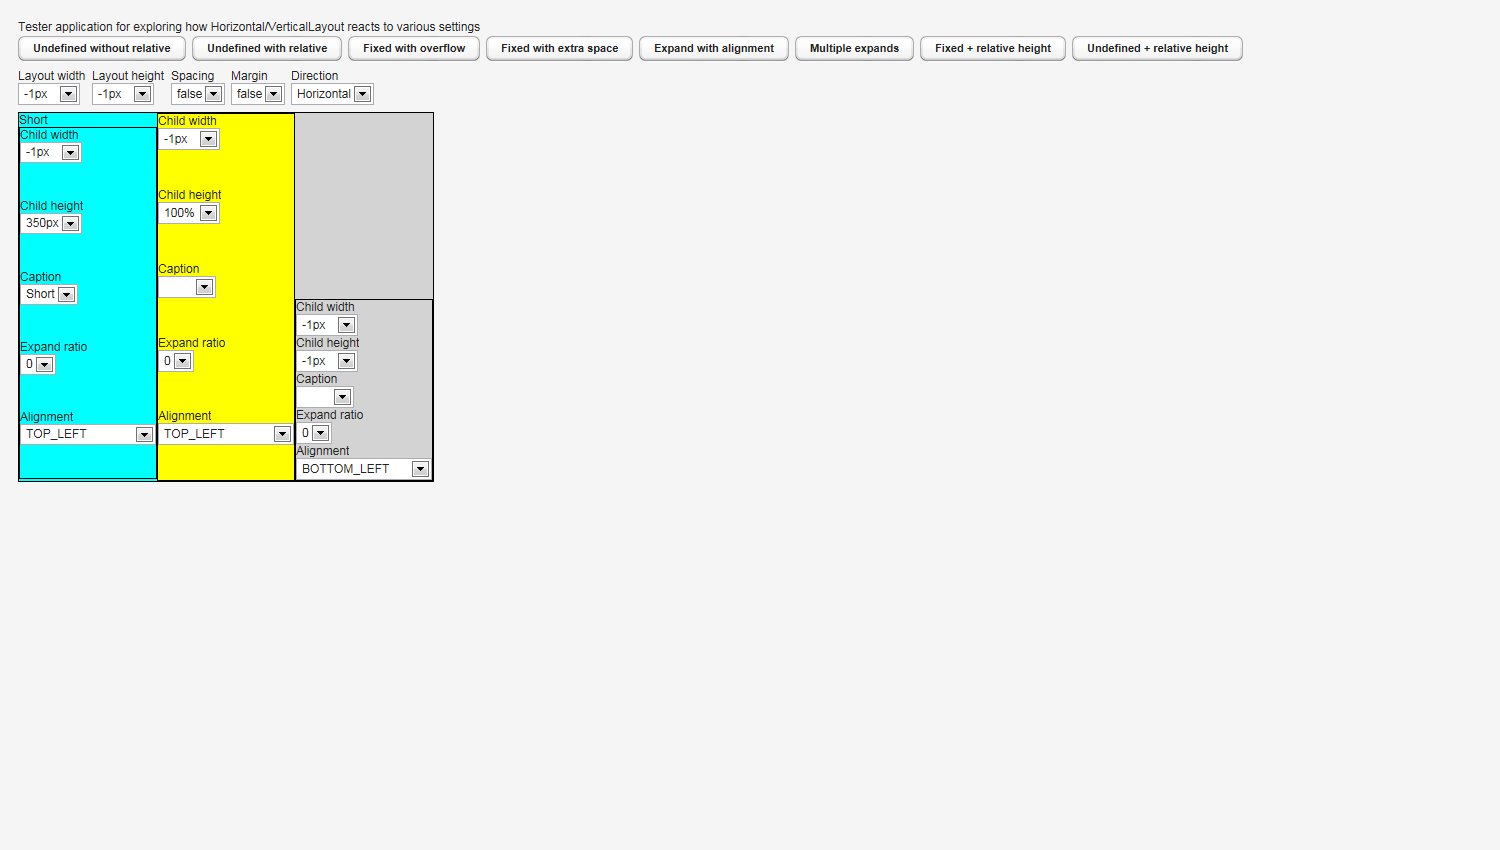 Tester application for exploring how Horizontal/VerticalLayout reacts to various settings
Undefined without relative Undefined with relative Fixed with overflow Fixed with extra space Expand with alignment Multiple expands Fixed + relative height Undefined + relative height
Layout width Layout height Spacing Margin Direction
-1px -1px false false Horizontal
Short
Child width
-1px
Child height
350px
Caption
Short
Expand ratio
0
Alignment
TOP_LEFT
Child width
-1px
Child height
100%
Caption
Expand ratio
0
Alignment
TOP_LEFT
Child width
-1px
Child height
-1px
Caption
Expand ratio
0
Alignment
BOTTOM_LEFT